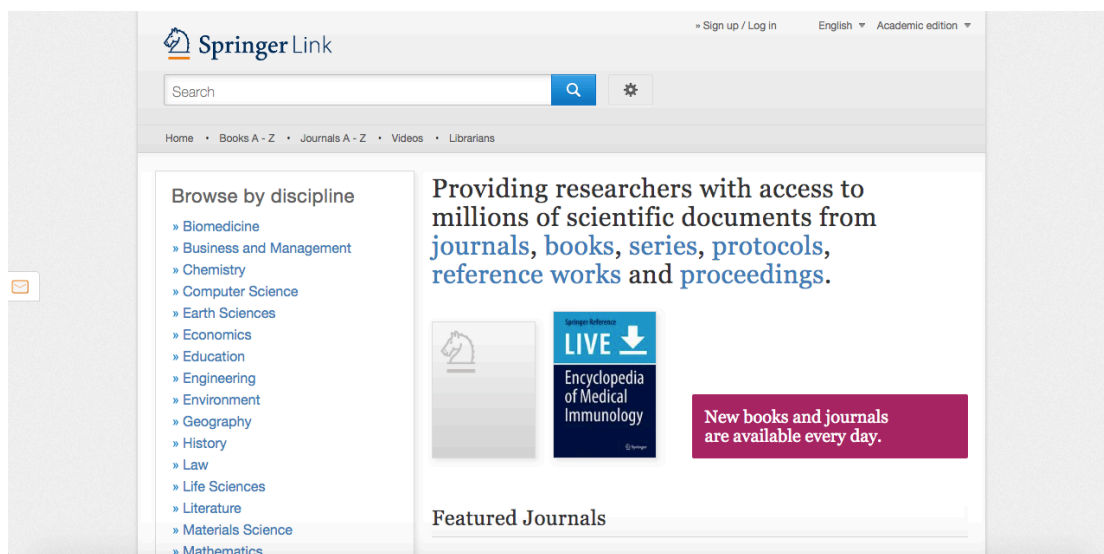 » Sign up / Log in English Academic edition
Springer Link
Search
Home • Books A - Z • Journals A - Z • Videos • Librarians
Browse by discipline
» Biomedicine
» Business and Management
» Chemistry
» Computer Science
» Earth Sciences
» Economics
» Education
» Engineering
» Environment
» Geography
» History
» Law
» Life Sciences
» Literature
» Materials Science
» Mathematics
Providing researchers with access to
millions of scientific documents from
journals, books, series, protocols,
reference works and proceedings.
Springer Reference
LIVE
Encyclopedia
of Medical
Immunology
Springer
New books and journals
are available every day.
Featured Journals